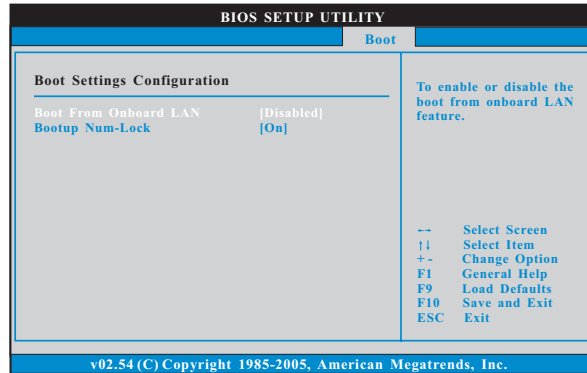 BIOS SETUP UTILITY
Boot
Boot Settings Configuration
Boot From Onboard LAN [Disabled]
Bootup Num-Lock [On]
To enable or disable the
boot from onboard LAN
feature.
←→ Select Screen
↑↓ Select Item
+ - Change Option
F1 General Help
F9 Load Defaults
F10 Save and Exit
ESC Exit
v02.54 (C) Copyright 1985-2005, American Megatrends, Inc.